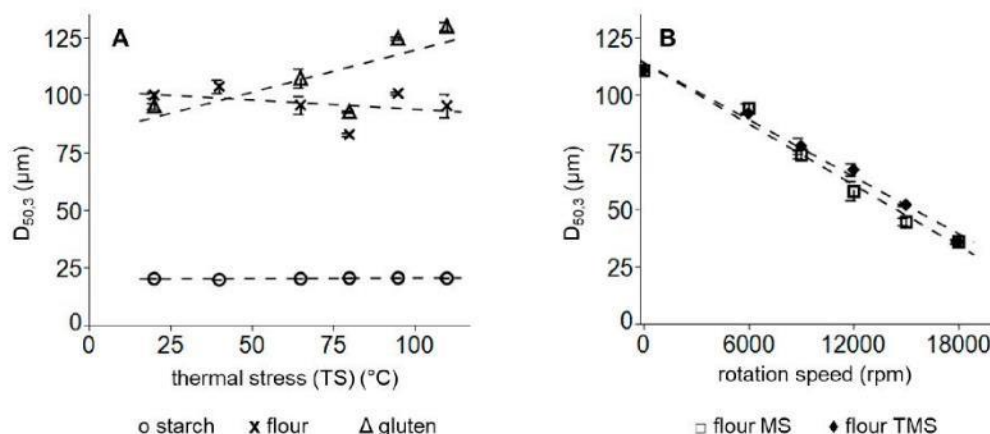 A
125
100
75
50
25
0
D50,3 (µm)
0 25 50 75 100
thermal stress (TS) (°C)
o starch x flour Δ gluten
B
125
100
75
50
25
0
D50,3 (µm)
0 6000 12000 18000
rotation speed (rpm)
□ flour MS ◆ flour TMS